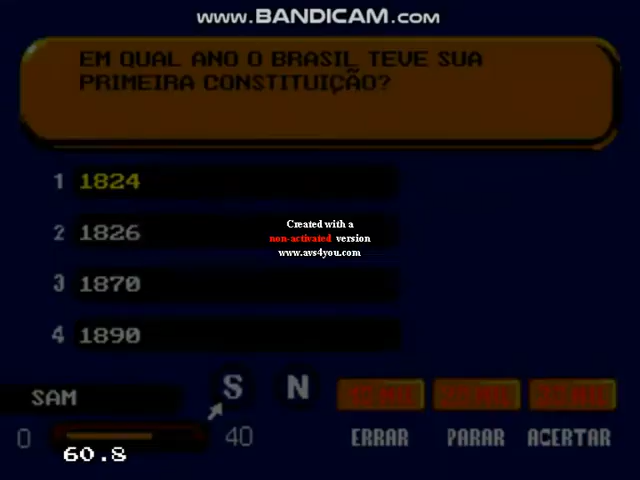 www.BANDICAM.com
EM QUAL ANO O BRASIL TEVE SUA
PRIMEIRA CONSTITUIÇÃO?
1 1824
2 1826
3 1870
4 1890
Created with a
non-activated version
www.avs4you.com
SAM
S N
0 40
60.8
ERRAR PARAR ACERTAR